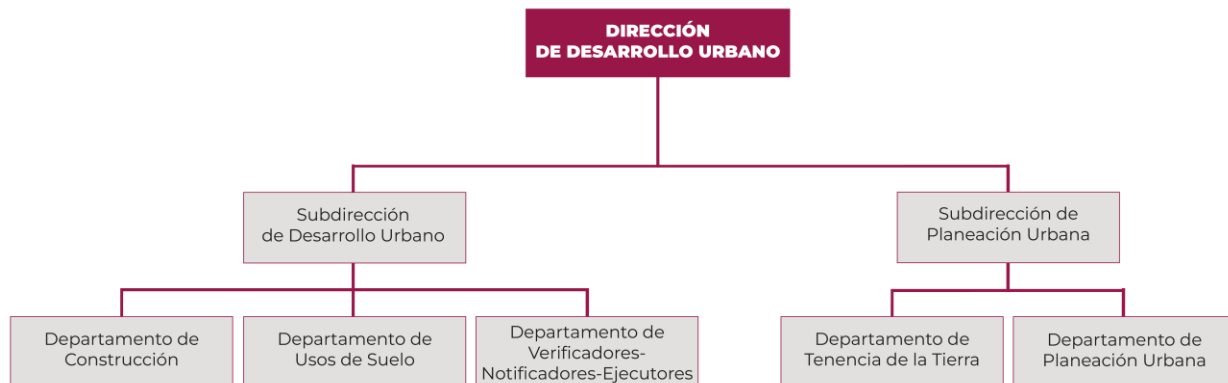 DIRECCIÓN
DE DESARROLLO URBANO
Subdirección
de Desarrollo Urbano
Subdirección de
Planeación Urbana
Departamento de
Construcción
Departamento de
Usos de Suelo
Departamento de
Verificadores-
Notificadores-Ejecutores
Departamento de
Tenencia de la Tierra
Departamento de
Planeación Urbana